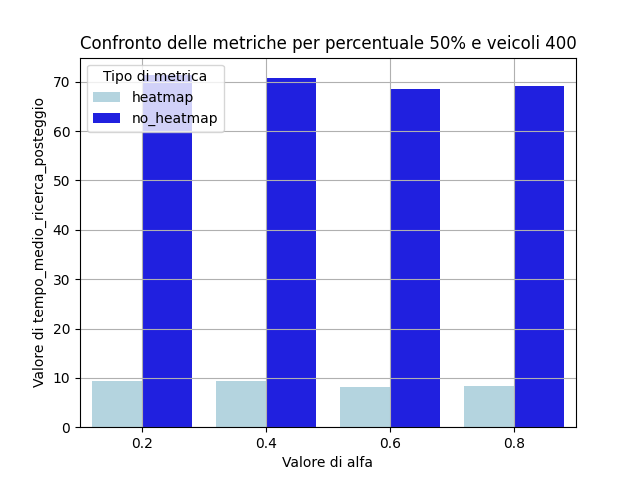 Confronto delle metriche per percentuale 50% e veicoli 400
Valore di tempo_medio_ricerca_posteggio
70
60
50
40
30
20
10
0
Tipo di metrica
heatmap
no_heatmap
0.2 0.4 0.6 0.8
Valore di alfa